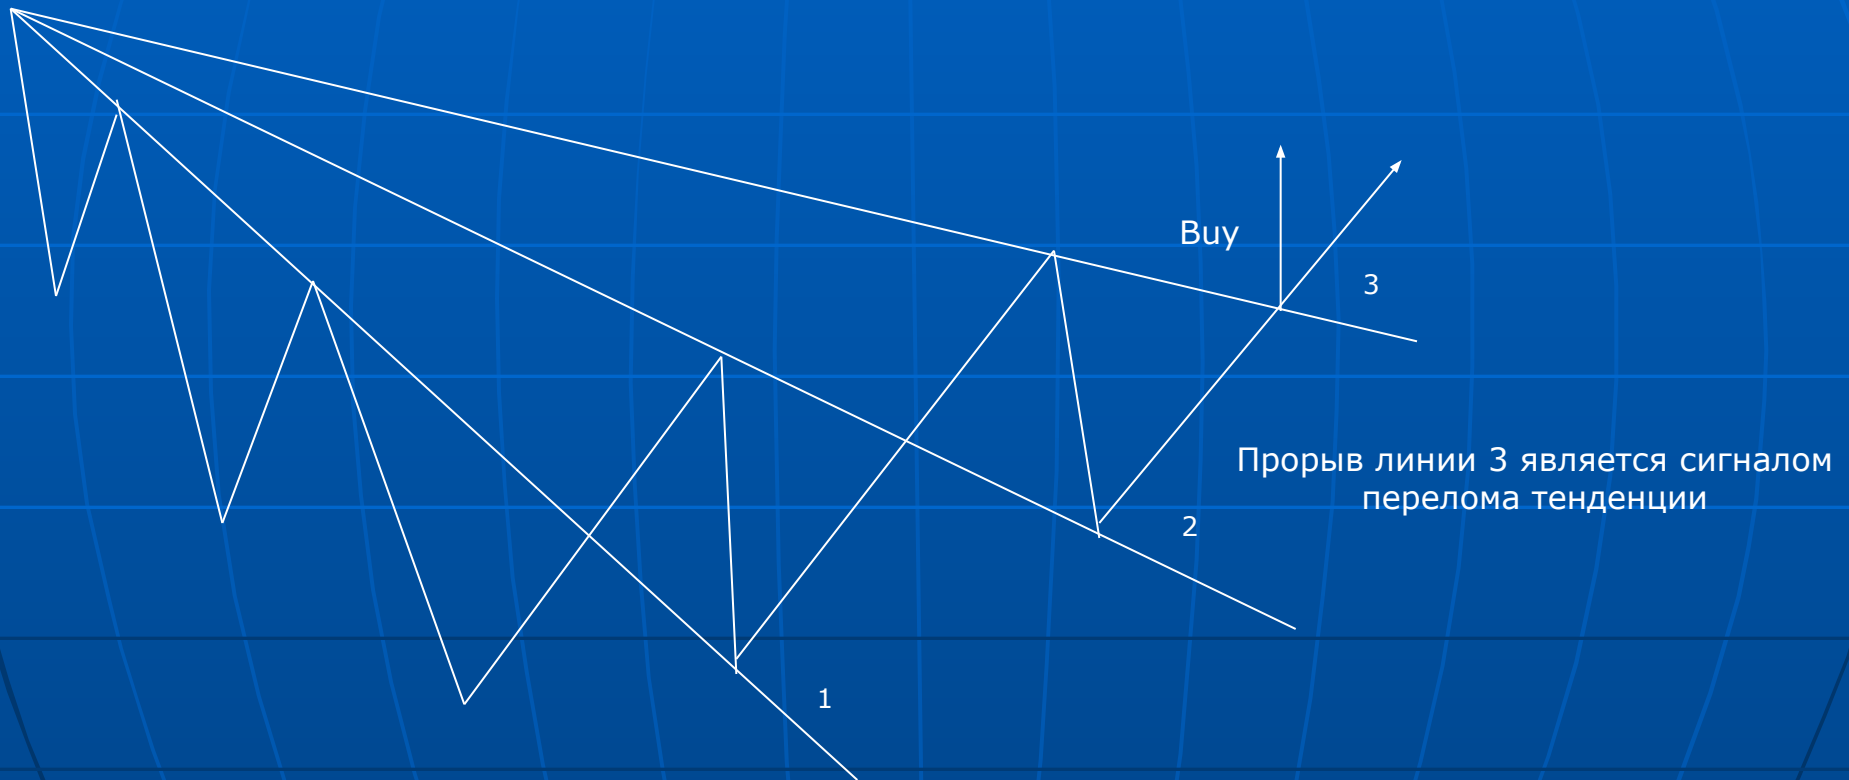 Buy
3
Прорыв линии 3 является сигналом
перелома тенденции
2
1